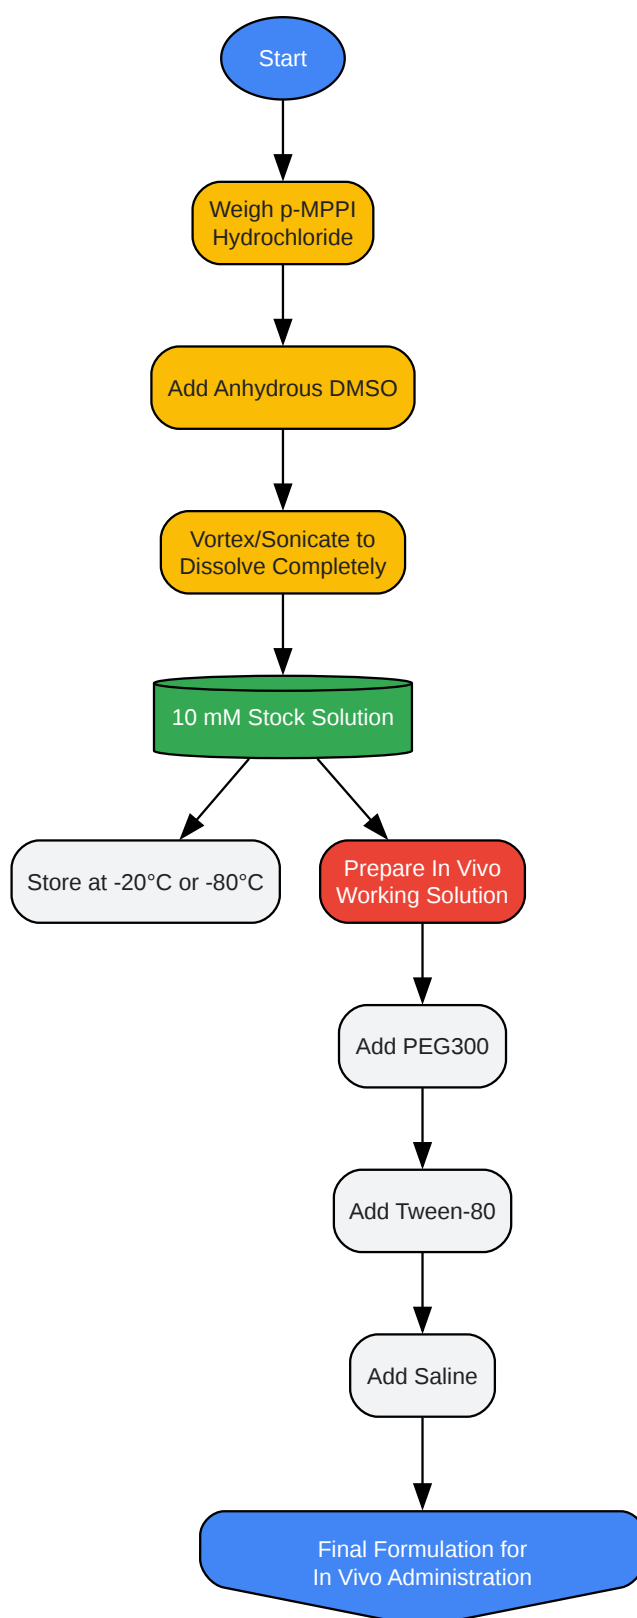 Start
Weigh p-MPPI
Hydrochloride
Add Anhydrous DMSO
Vortex/Sonicate to
Dissolve Completely
10 mM Stock Solution
Store at -20°C or -80°C
Prepare In Vivo
Working Solution
Add PEG300
Add Tween-80
Add Saline
Final Formulation for
In Vivo Administration